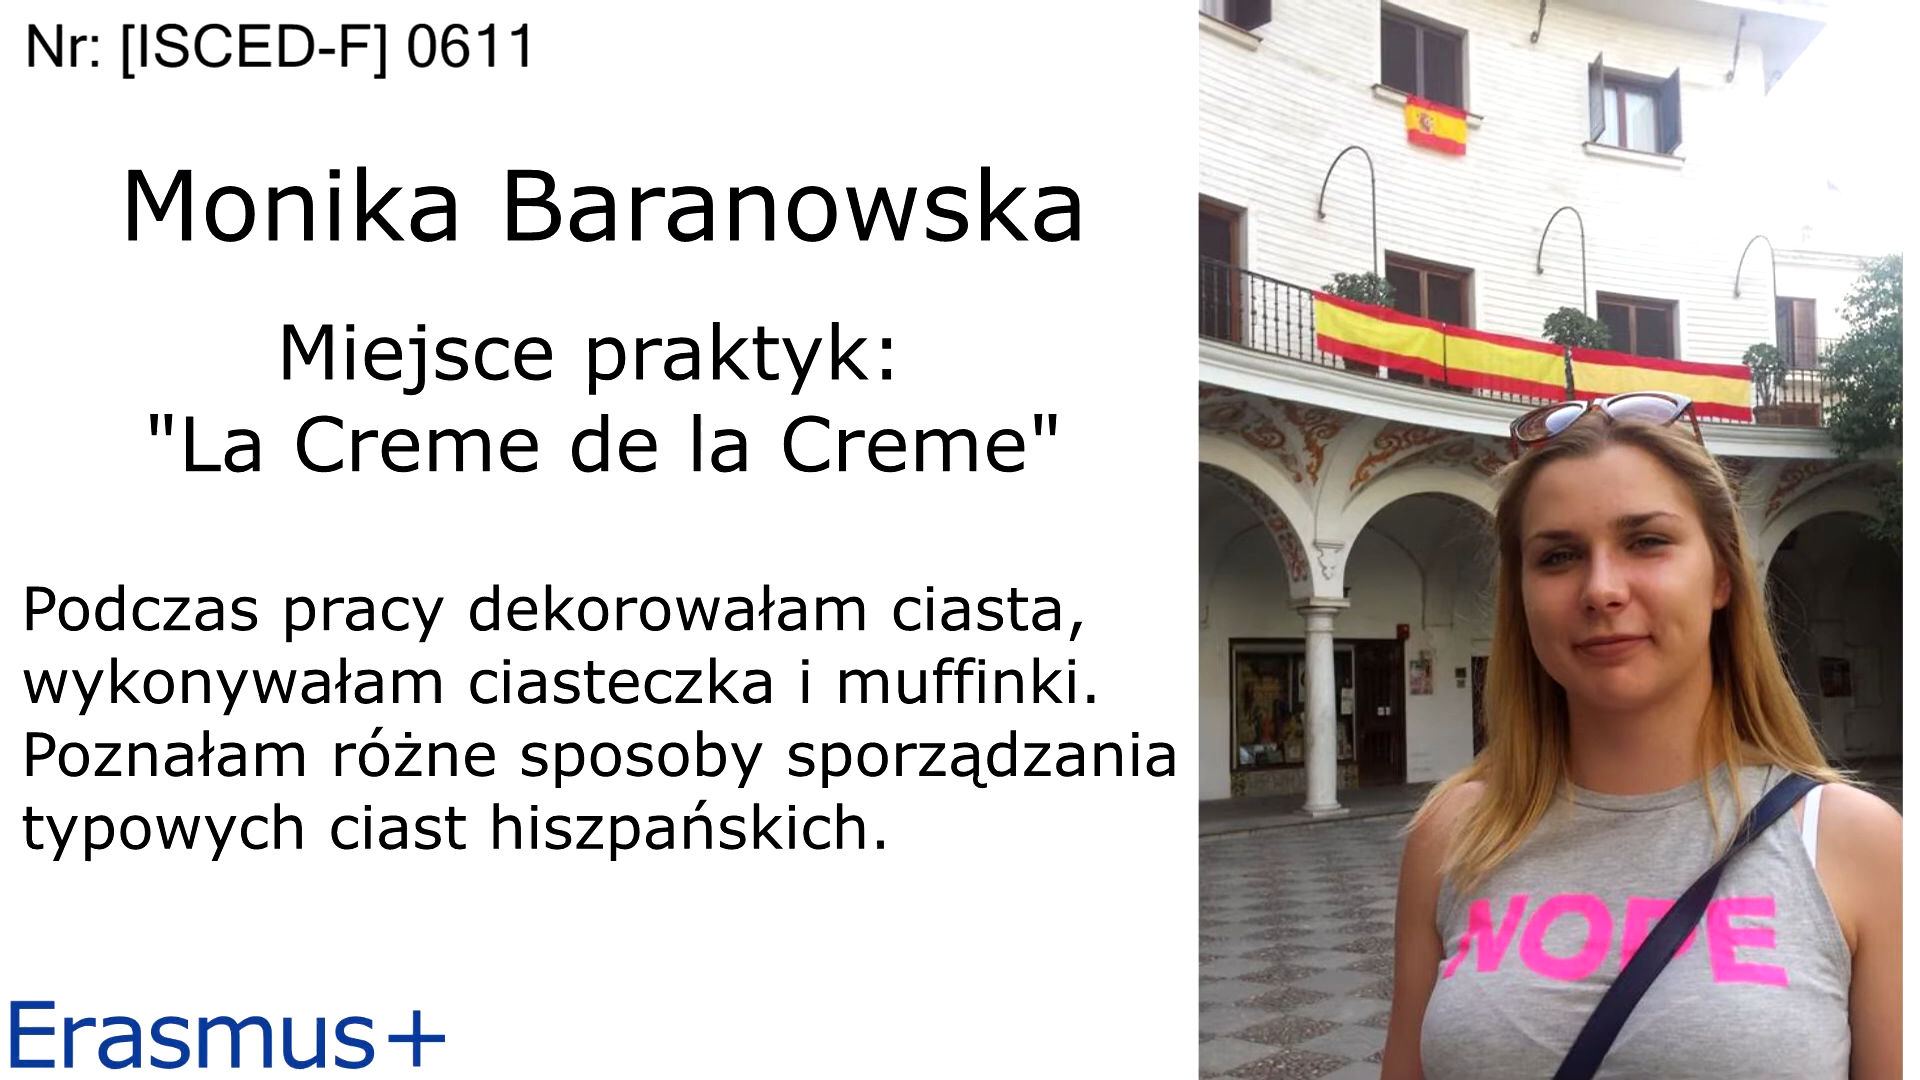 Nr: [ISCED-F] 0611
Monika Baranowska
Miejsce praktyk:
"La Creme de la Creme"
Podczas pracy dekorowałam ciasta,
wykonywałam ciasteczka i muffinki.
Poznałam różne sposoby sporządzania
typowych ciast hiszpańskich.
Erasmus+
NOPE